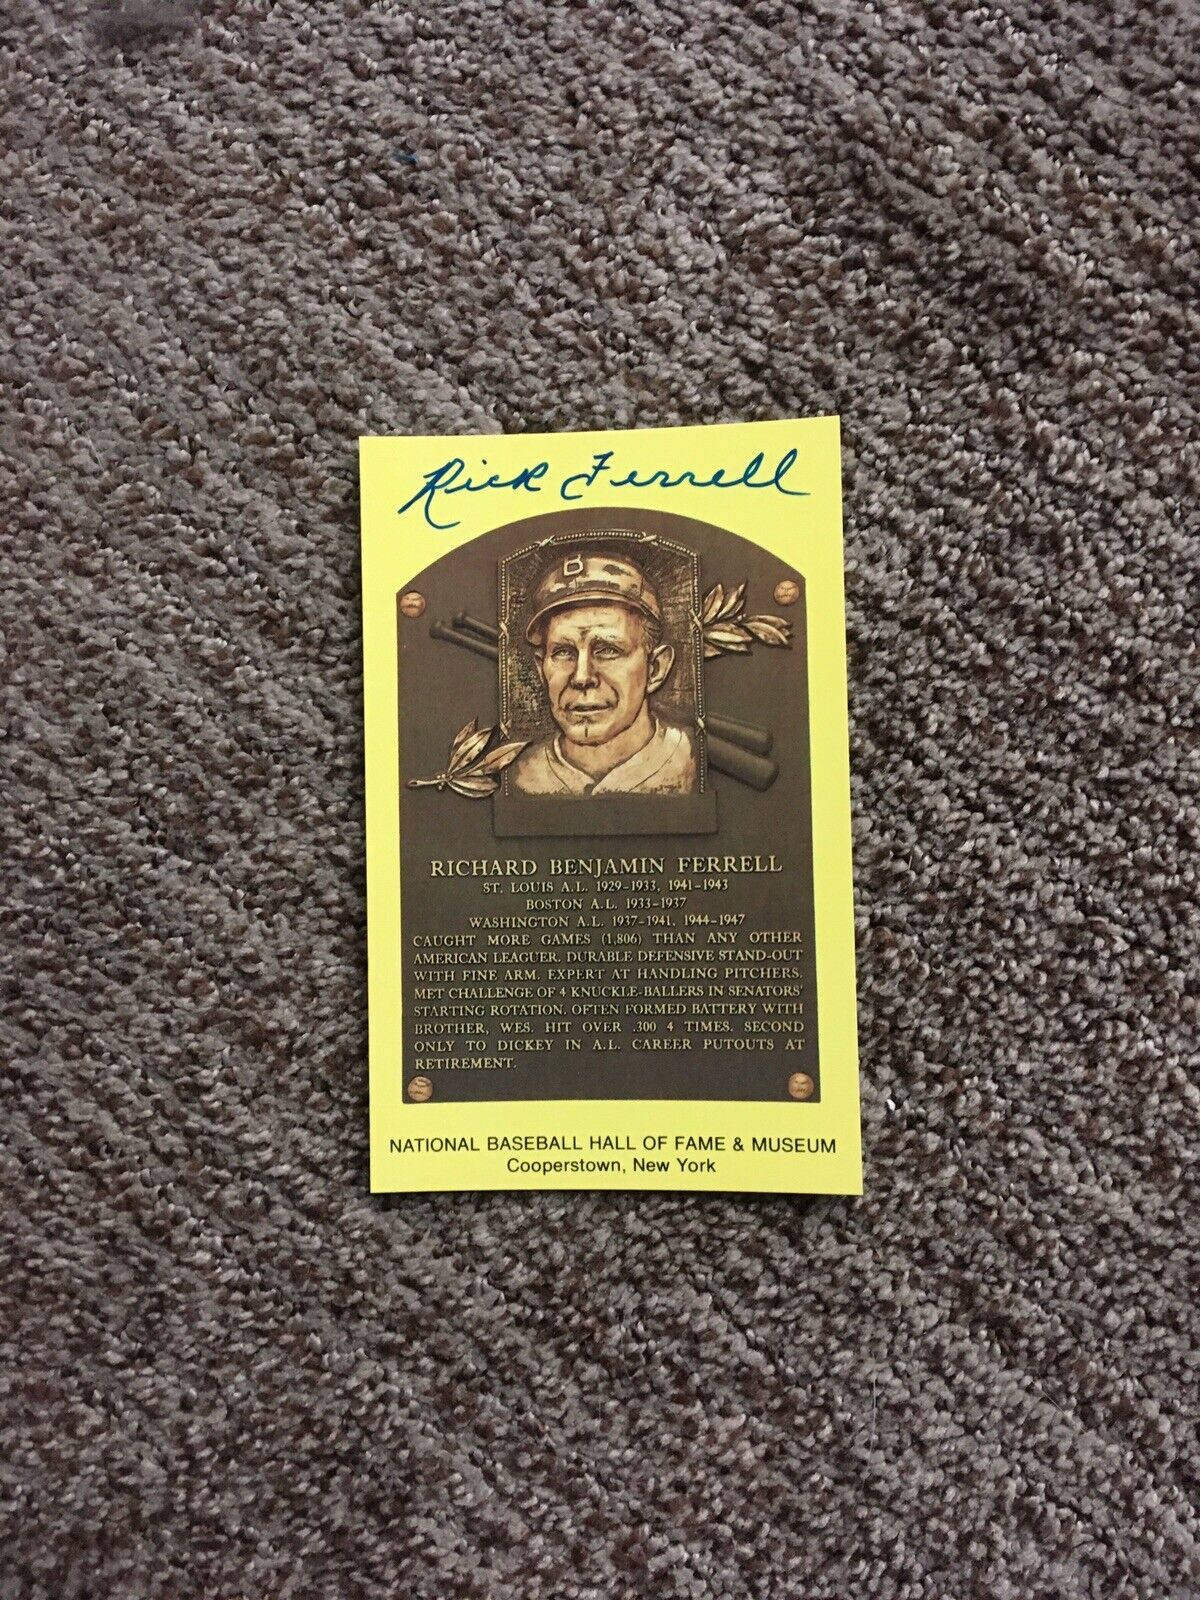 Rick Ferrell
B
RICHARD BENJAMIN FERRELL
ST. LOUIS A.L. 1929-1933, 1941-1943
BOSTON A.L. 1933-1937
WASHINGTON A.L. 1937-1941, 1944-1947
CAUGHT MORE GAMES (1,806) THAN ANY OTHER
AMERICAN LEAGUER. DURABLE DEFENSIVE STAND-OUT
WITH FINE ARM. EXPERT AT HANDLING PITCHERS.
MET CHALLENGE OF 4 KNUCKLE-BALLERS IN SENATORS'
STARTING ROTATION. OFTEN FORMED BATTERY WITH
BROTHER, WES. HIT OVER .300 4 TIMES. SECOND
ONLY TO DICKEY IN A.L. CAREER PUTOUTS AT
RETIREMENT.
NATIONAL BASEBALL HALL OF FAME & MUSEUM
Cooperstown, New York